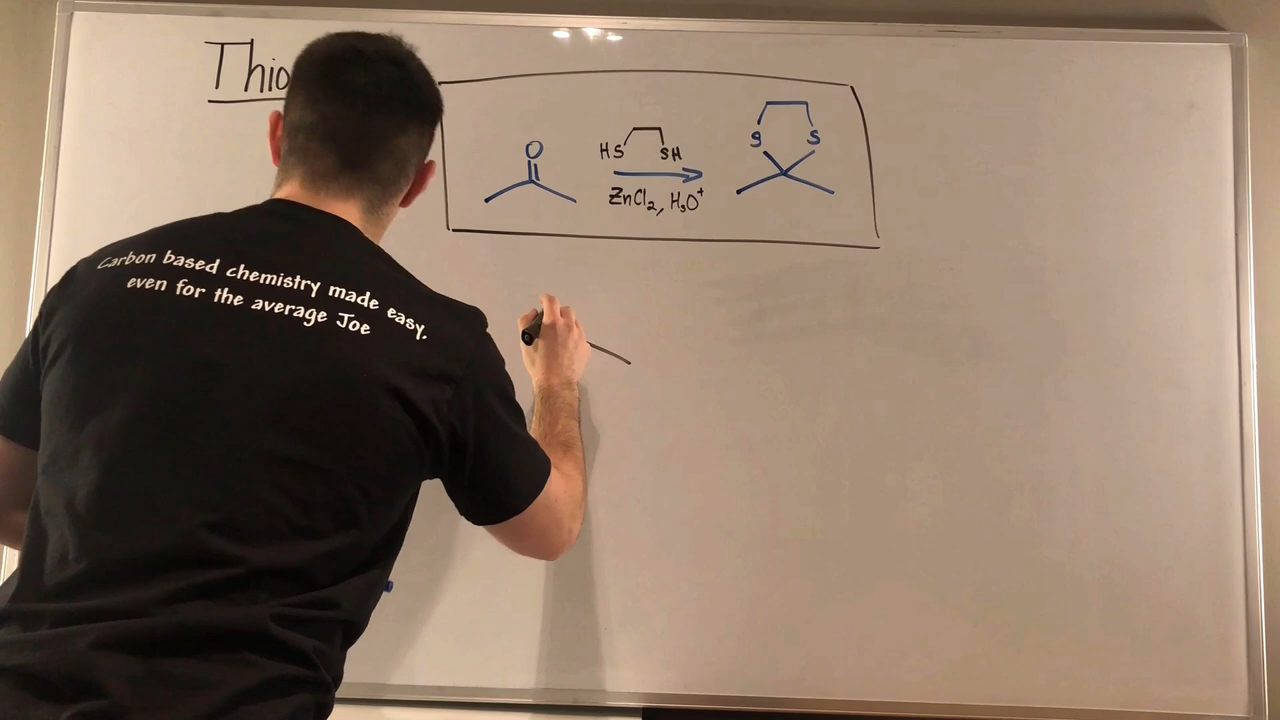 Thio
O
HS SH
ZnCl₂, H₃O⁺
S S
Carbon based chemistry made easy,
even for the average Joe